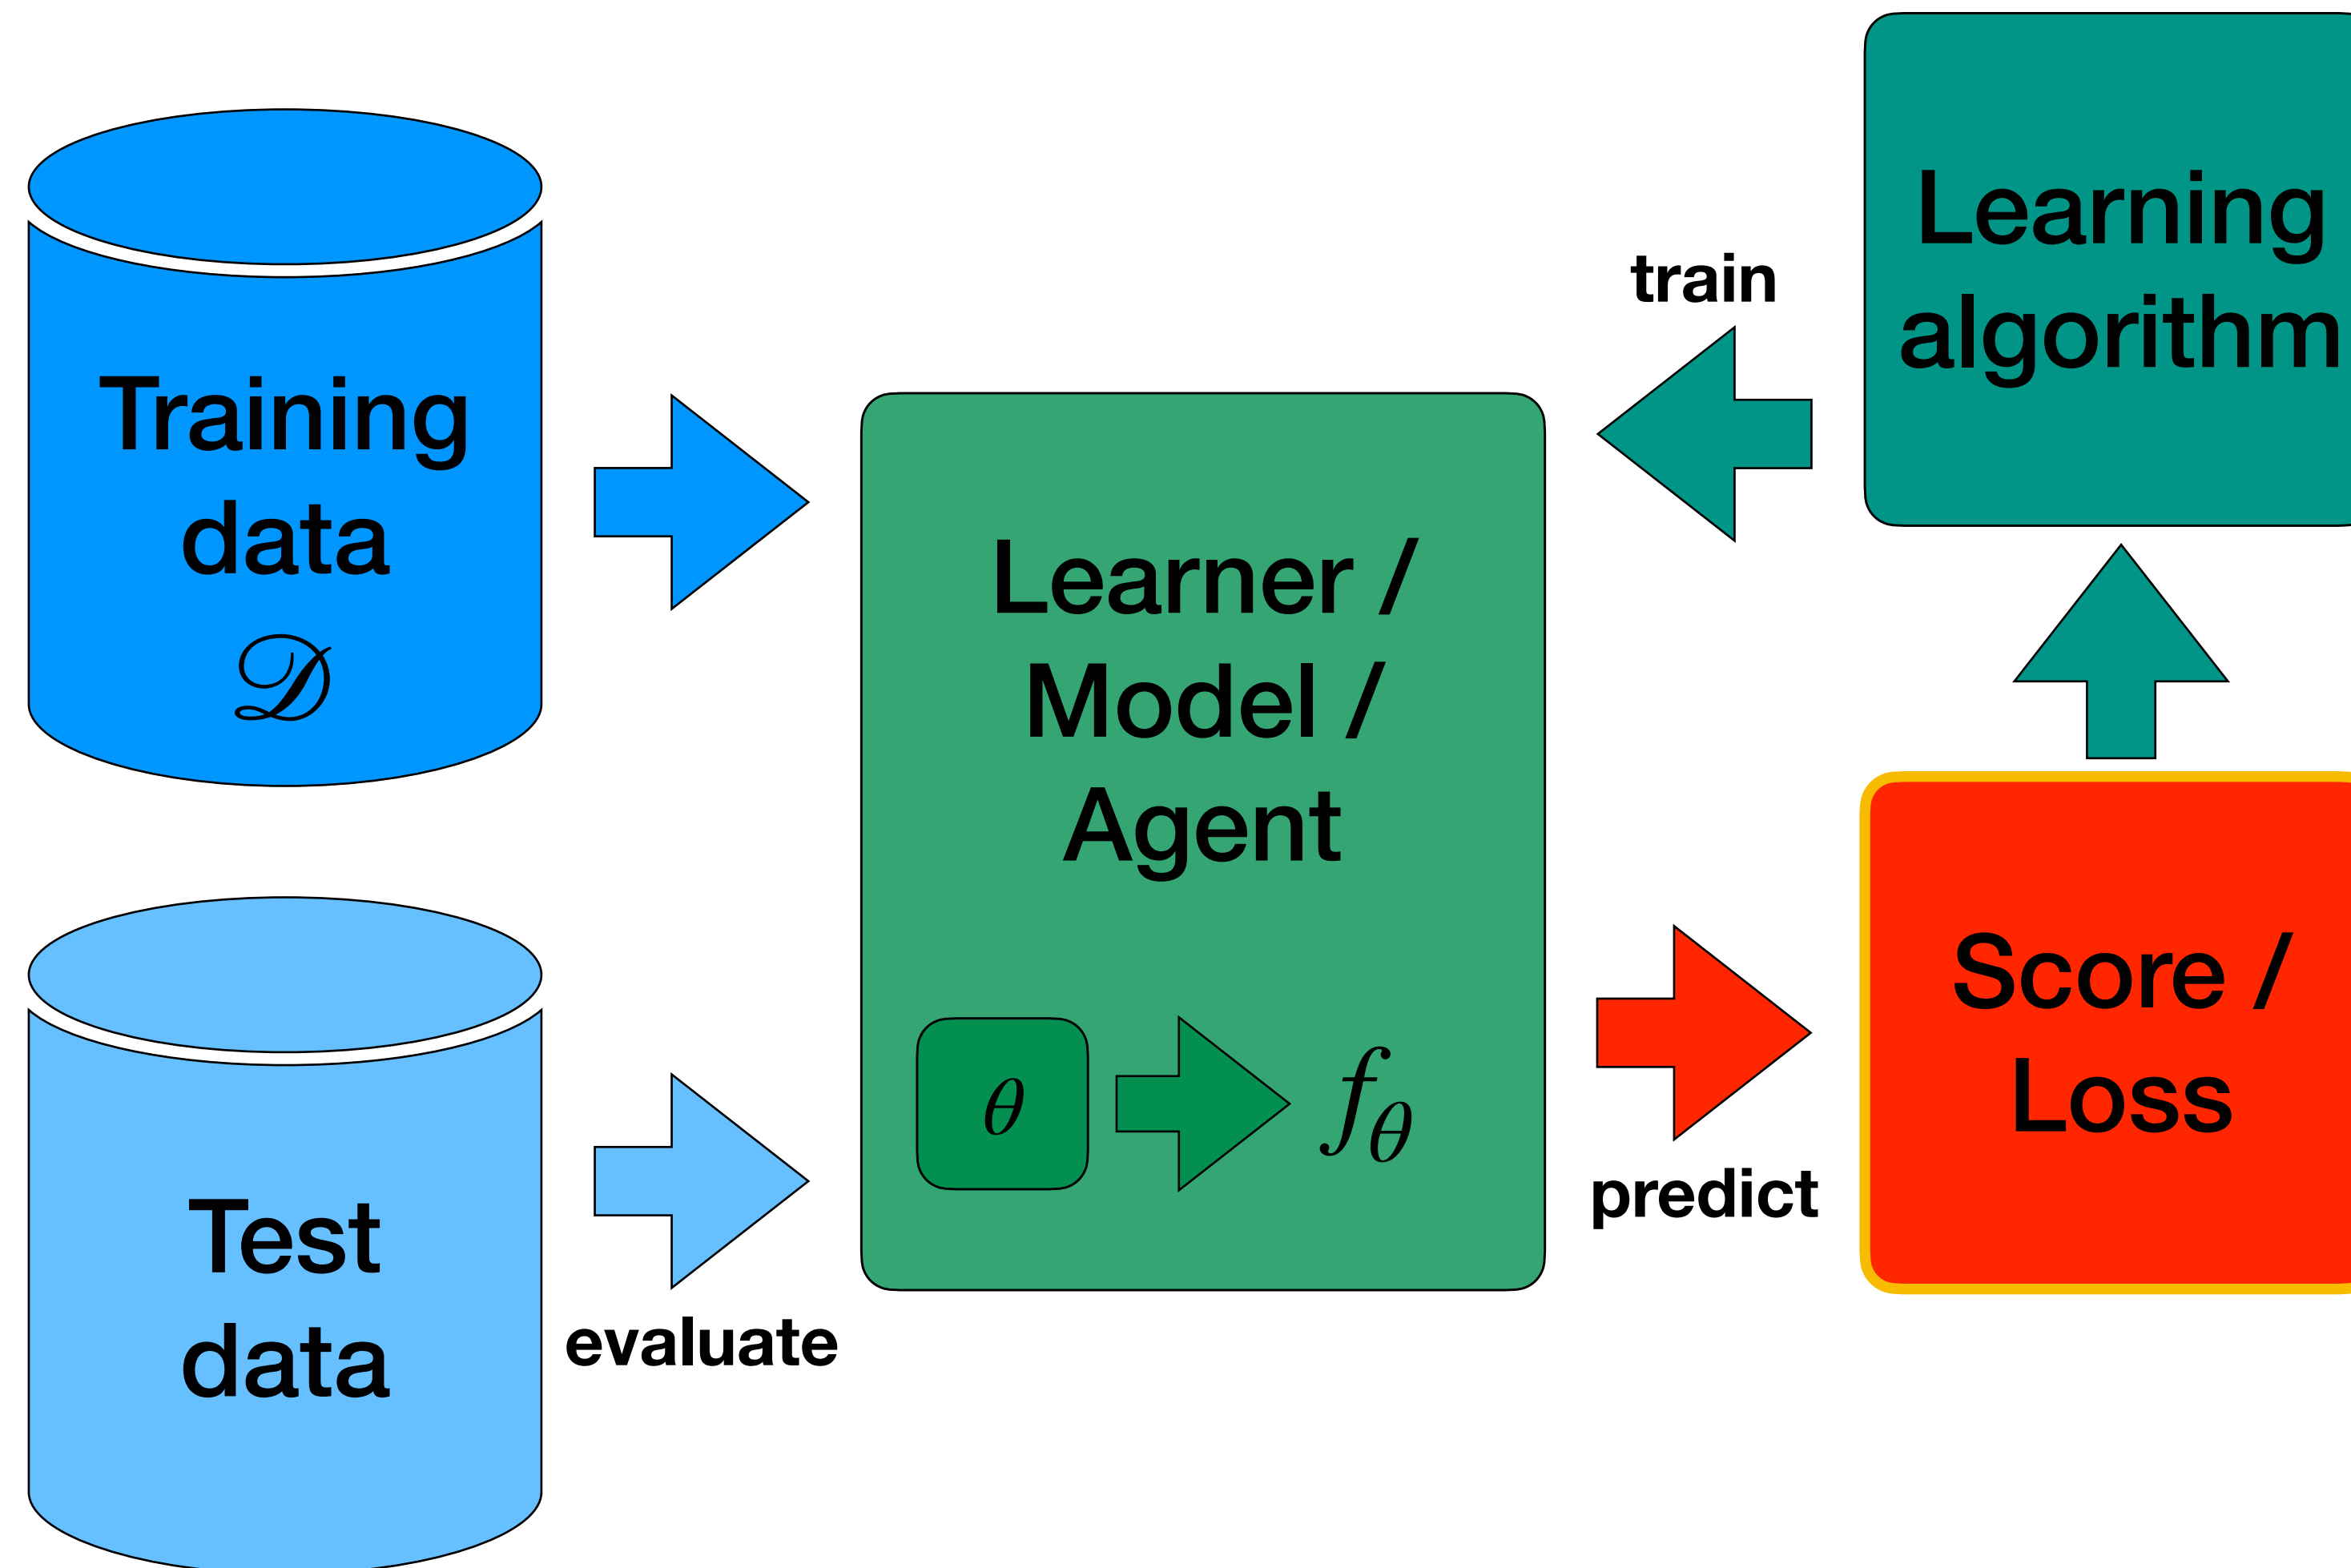 Training
data
𝒟
Test
data
evaluate
Learner /
Model /
Agent
θ
f_θ
train
predict
Learning
algorithm
Score /
Loss